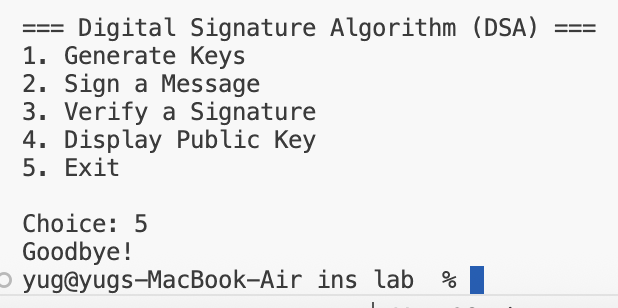 === Digital Signature Algorithm (DSA) ===
1. Generate Keys
2. Sign a Message
3. Verify a Signature
4. Display Public Key
5. Exit
Choice: 5
Goodbye!
yug@yugs-MacBook-Air ins lab  %